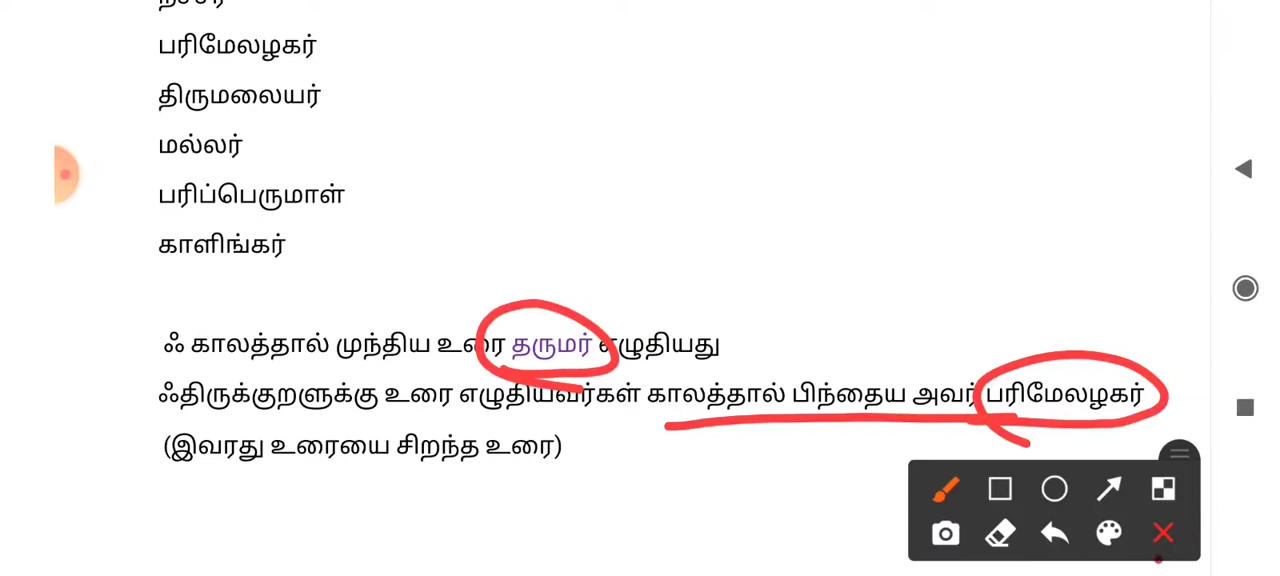 பரிமேலழகர்
திருமலையர்
மல்லர்
பரிப்பெருமாள்
காளிங்கர்
ஃ காலத்தால் முந்திய உரை தருமர் எழுதியது
ஃதிருக்குறளுக்கு உரை எழுதியவர்கள் காலத்தால் பிந்தைய அவர் பரிமேலழகர்
(இவரது உரையை சிறந்த உரை)